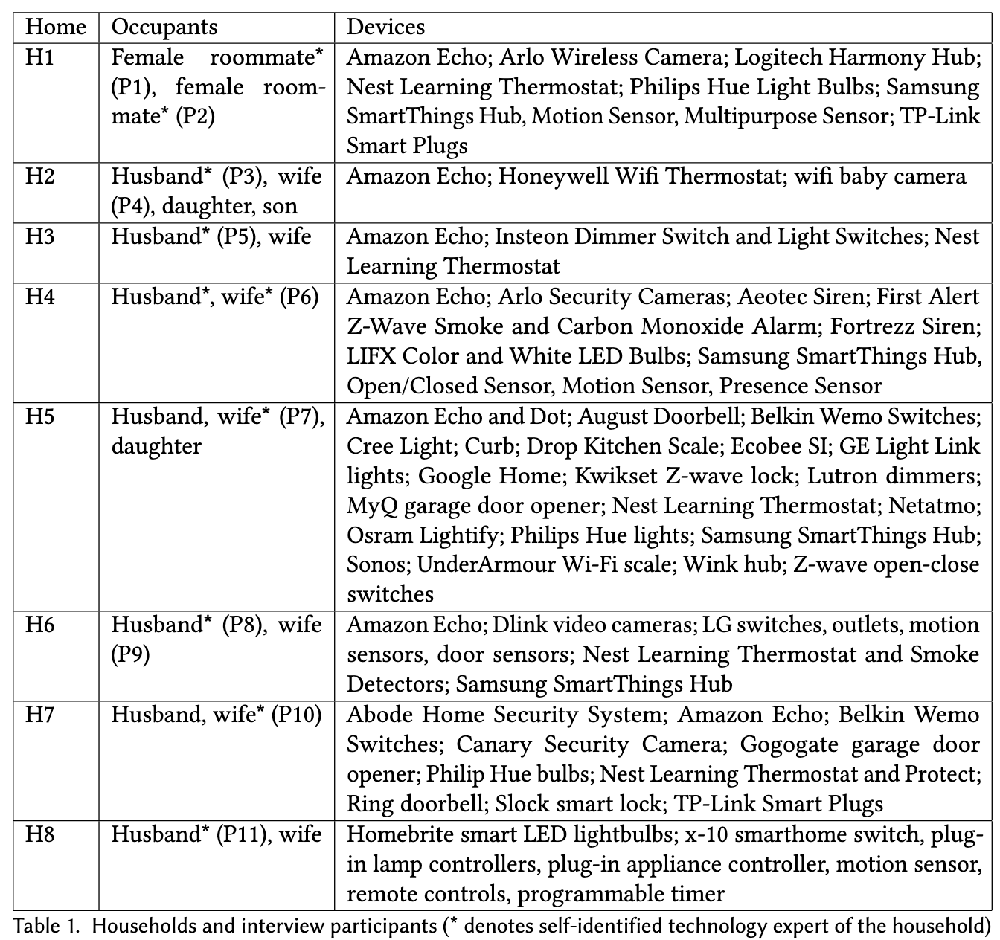 Home Occupants Devices
H1 Female roommate* Amazon Echo; Arlo Wireless Camera; Logitech Harmony Hub;
(P1), female room- Nest Learning Thermostat; Philips Hue Light Bulbs; Samsung
mate* (P2) SmartThings Hub, Motion Sensor, Multipurpose Sensor; TP-Link
Smart Plugs
H2 Husband* (P3), wife Amazon Echo; Honeywell Wifi Thermostat; wifi baby camera
(P4), daughter, son
H3 Husband* (P5), wife Amazon Echo; Insteon Dimmer Switch and Light Switches; Nest
Learning Thermostat
H4 Husband*, wife* (P6) Amazon Echo; Arlo Security Cameras; Aeotec Siren; First Alert
Z-Wave Smoke and Carbon Monoxide Alarm; Fortrezz Siren;
LIFX Color and White LED Bulbs; Samsung SmartThings Hub,
Open/Closed Sensor, Motion Sensor, Presence Sensor
H5 Husband, wife* (P7), Amazon Echo and Dot; August Doorbell; Belkin Wemo Switches;
daughter Cree Light; Curb; Drop Kitchen Scale; Ecobee SI; GE Light Link
lights; Google Home; Kwikset Z-wave lock; Lutron dimmers;
MyQ garage door opener; Nest Learning Thermostat; Netatmo;
Osram Lightify; Philips Hue lights; Samsung SmartThings Hub;
Sonos; UnderArmour Wi-Fi scale; Wink hub; Z-wave open-close
switches
H6 Husband* (P8), wife Amazon Echo; Dlink video cameras; LG switches, outlets, motion
(P9) sensors, door sensors; Nest Learning Thermostat and Smoke
Detectors; Samsung SmartThings Hub
H7 Husband, wife* (P10) Abode Home Security System; Amazon Echo; Belkin Wemo
Switches; Canary Security Camera; Gogogate garage door
opener; Philip Hue bulbs; Nest Learning Thermostat and Protect;
Ring doorbell; Slock smart lock; TP-Link Smart Plugs
H8 Husband* (P11), wife Homebrite smart LED lightbulbs; x-10 smarthome switch, plug-
in lamp controllers, plug-in appliance controller, motion sensor,
remote controls, programmable timer
Table 1. Households and interview participants (* denotes self-identified technology expert of the household)